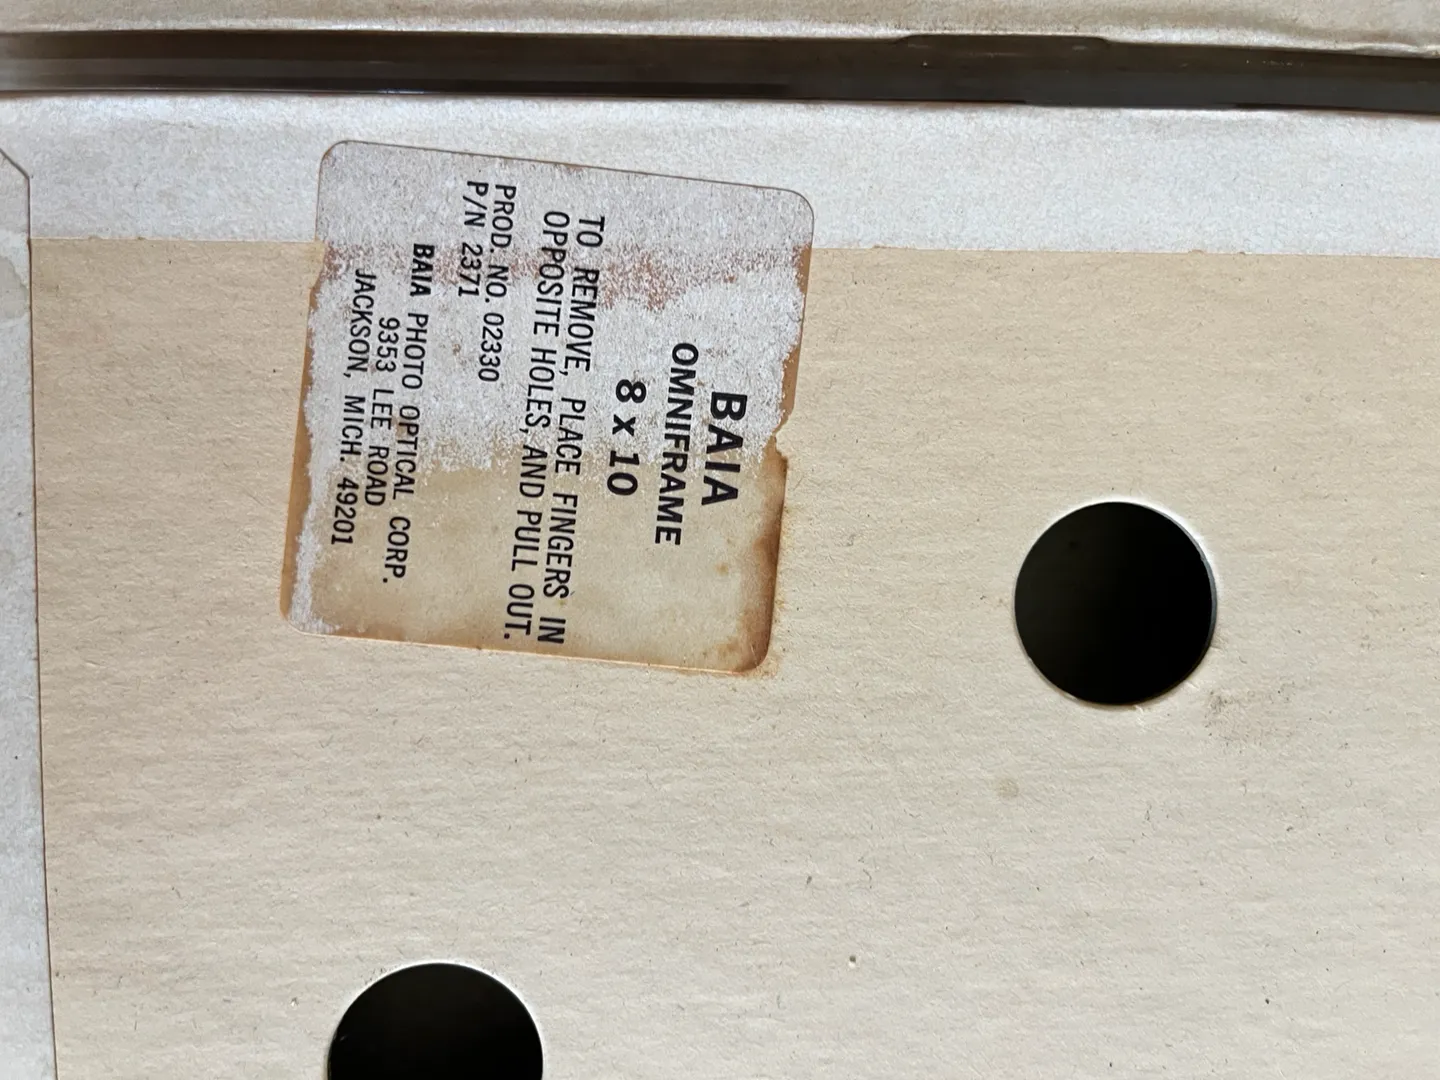 BAIA
OMNIFRAME
8 x 10
TO REMOVE, PLACE FINGERS IN
OPPOSITE HOLES, AND PULL OUT.
PROD. NO. 02330
P/N 2371
BAIA PHOTO OPTICAL CORP.
9353 LEE ROAD
JACKSON, MICH. 49201